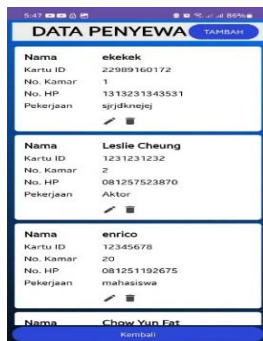 5:47 86%
DATA PENYEWA TAMBAH
Nama ekekek
Kartu ID 22989160172
No. Kamar 1
No. HP 1313231343531
Pekerjaan sjrjdknejej
Nama Leslie Cheung
Kartu ID 1231231232
No. Kamar 2
No. HP 081257523870
Pekerjaan Aktor
Nama enrico
Kartu ID 12345678
No. Kamar 20
No. HP 081251192675
Pekerjaan mahasiswa
Nama Chow Yun Fat
Kembali